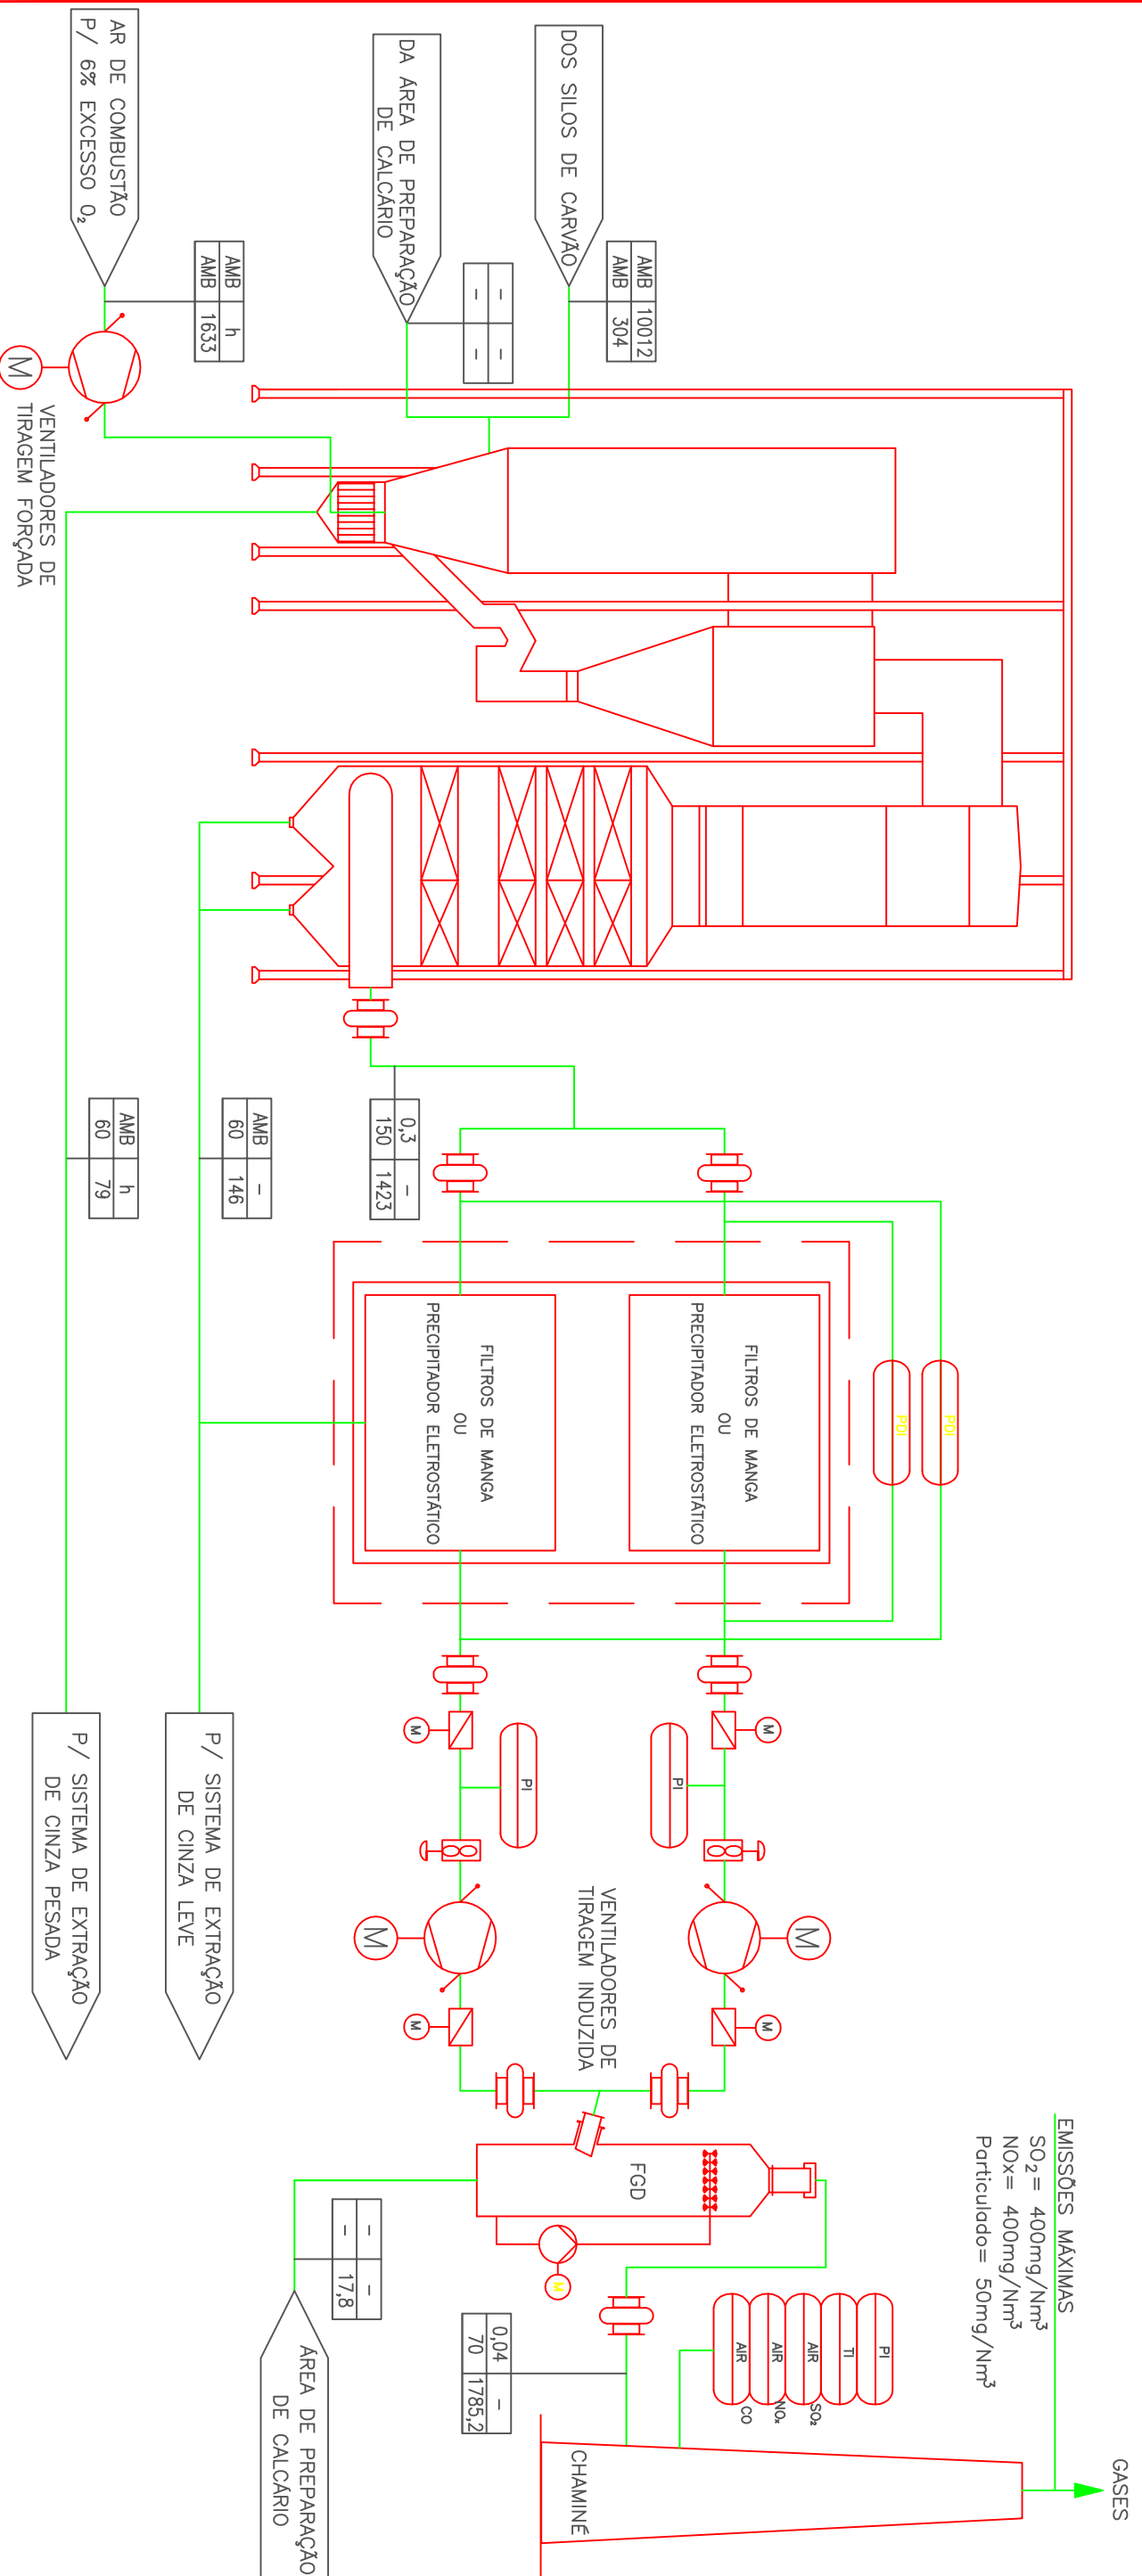 AR DE COMBUSTÃO
P/ 6% EXCESSO O₂
AMB h
AMB 1633
M
VENTILADORES DE
TIRAGEM FORÇADA
DA ÁREA DE PREPARAÇÃO
DE CALCÁRIO
- -
- -
DOS SILOS DE CARVÃO
AMB 10012
AMB 304
0,3 -
150 1423
AMB -
60 146
AMB h
60 79
FILTROS DE MANGA
OU
PRECIPITADOR ELETROSTÁTICO
FILTROS DE MANGA
OU
PRECIPITADOR ELETROSTÁTICO
PDI
PDI
P/ SISTEMA DE EXTRAÇÃO
DE CINZA LEVE
P/ SISTEMA DE EXTRAÇÃO
DE CINZA PESADA
M
M
PI
PI
M
M
VENTILADORES DE
TIRAGEM INDUZIDA
M
M
FGD
M
- -
- 17,8
ÁREA DE PREPARAÇÃO
DE CALCÁRIO
0,04 -
70 1785,2
PI
TI
AIR SO₂
AIR NOₓ
AIR CO
EMISSÕES MÁXIMAS
SO₂= 400mg/Nm³
NOx= 400mg/Nm³
Particulado= 50mg/Nm³
CHAMINÉ
GASES